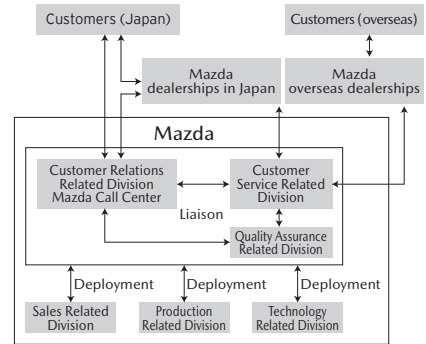 Customers (Japan)
Customers (overseas)
Mazda
dealerships in Japan
Mazda
overseas dealerships
Mazda
Customer Relations
Related Division
Mazda Call Center
Customer
Service Related
Division
Liaison
Quality Assurance
Related Division
Deployment
Deployment
Deployment
Sales Related
Division
Production
Related Division
Technology
Related Division